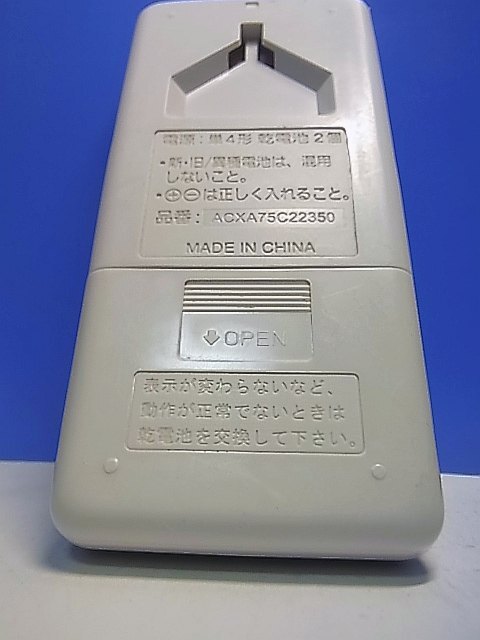 電源：単4形 乾電池2個
・新・旧/異種電池は、混用
しないこと。
・⊕⊖は正しく入れること。
品番： ACXA75C22350
MADE IN CHINA
OPEN
表示が変わらないなど、
動作が正常でないときは
乾電池を交換して下さい。